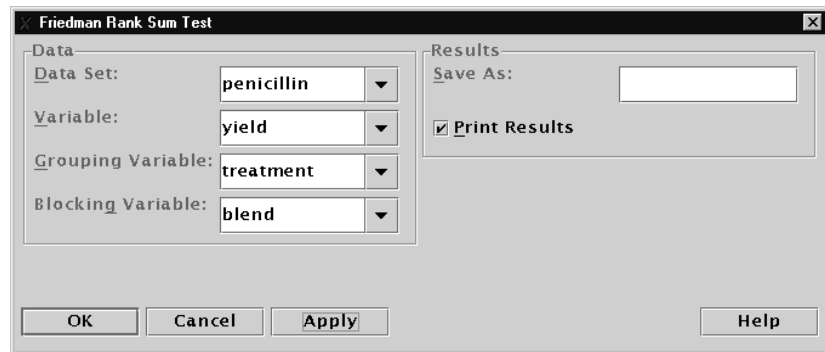 Friedman Rank Sum Test
Data
Data Set: penicillin
Variable: yield
Grouping Variable: treatment
Blocking Variable: blend
Results
Save As:
Print Results
OK Cancel Apply Help